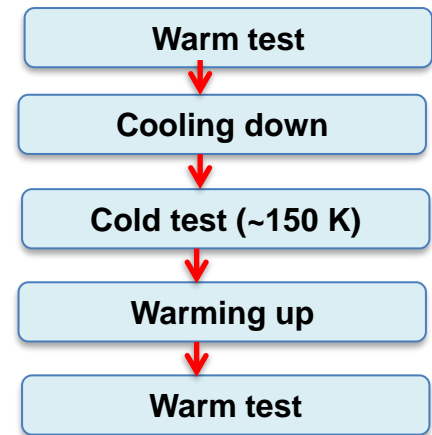 Warm test
Cooling down
Cold test (~150 K)
Warming up
Warm test